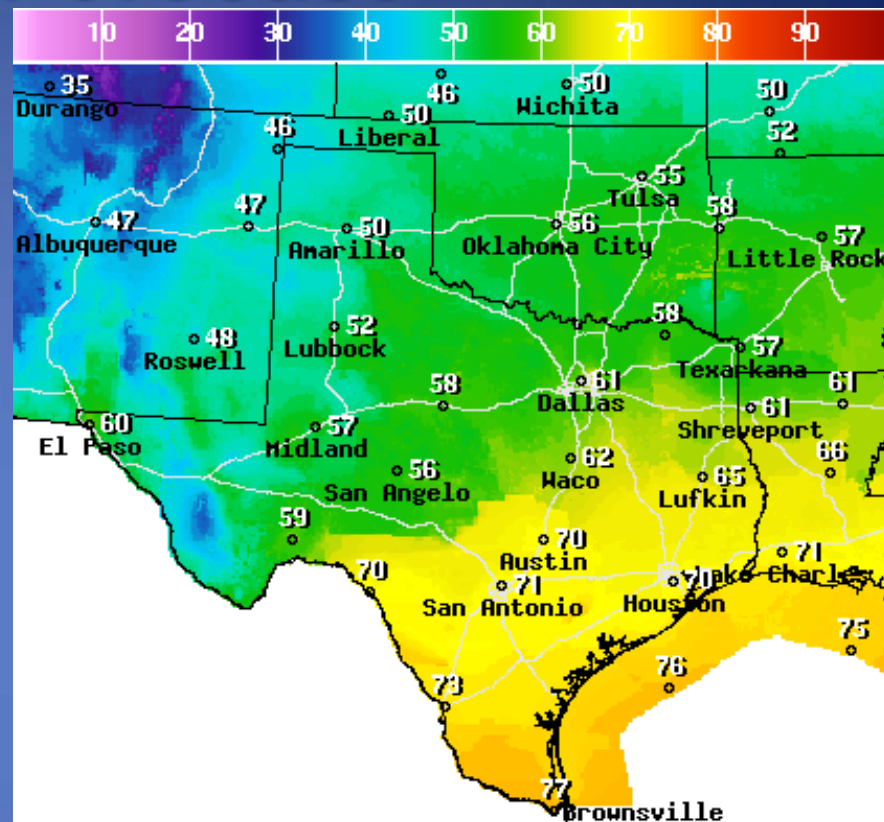 10 20 30 40 50 60 70 80 90
35
Durango
46
50
Wichita
50
Liberal
50
46
52
55
Tulsa
47
Albuquerque
47
50
Amarillo
56
Oklahoma City
58
57
Little Rock
48
Roswell
52
Lubbock
58
57
Texarkana
61
Dallas
58
61
Shreveport
61
60
El Paso
57
Midland
56
San Angelo
62
Waco
65
Lufkin
66
59
70
Austin
71
Lake Charles
70
71
San Antonio
70
Houston
75
76
73
77
Brownsville